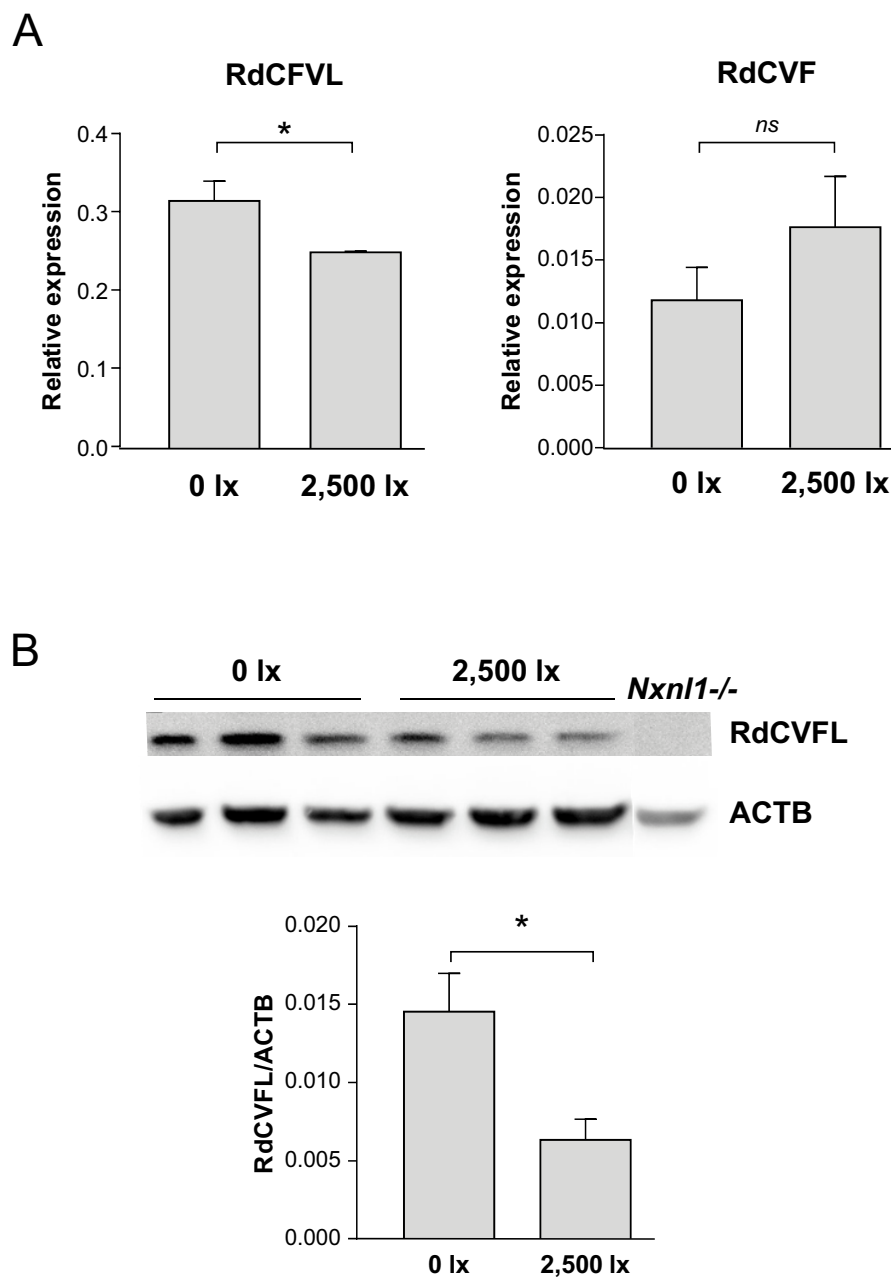 A
RdCFVL
Relative expression
0.4
0.3
0.2
0.1
0.0
*
0 lx
2,500 lx
RdCVF
Relative expression
0.025
0.020
0.015
0.010
0.005
0.000
ns
0 lx
2,500 lx
B
0 lx
2,500 lx
Nxnl1-/-
RdCVFL
ACTB
RdCVFL/ACTB
0.020
0.015
0.010
0.005
0.000
*
0 lx
2,500 lx